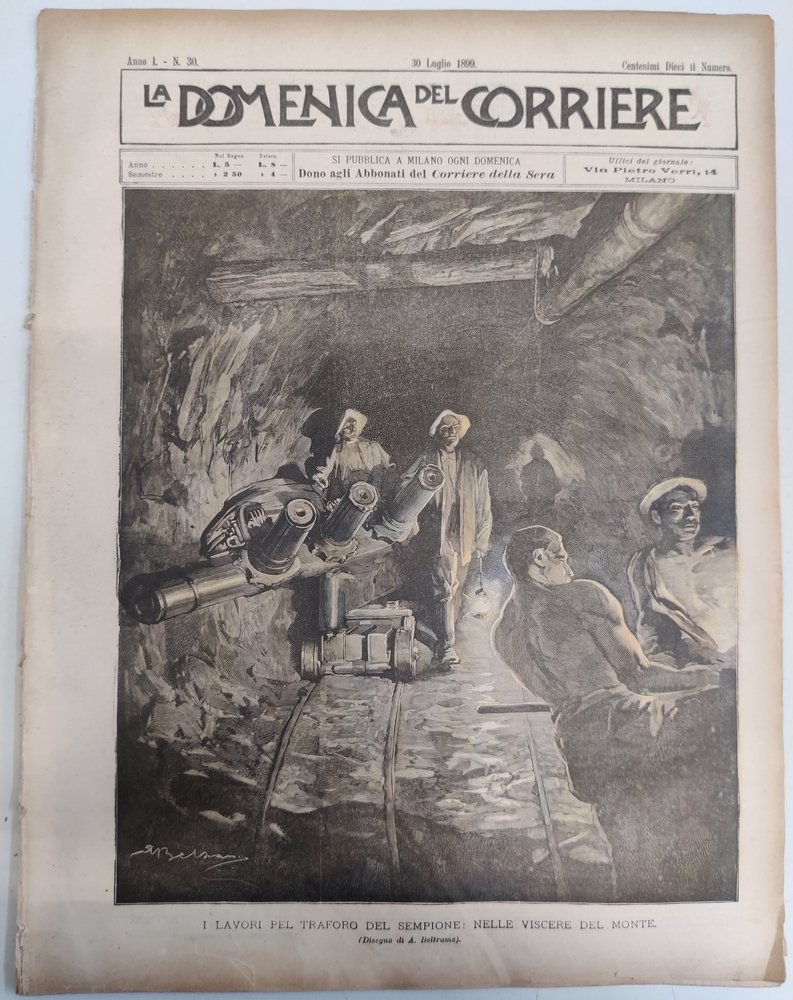 Anno I. - N. 30.
30 Luglio 1899.
Centesimi Dieci il Numero.
LA DOMENICA DEL CORRIERE
Nel Regno Estero
Anno . . . . . . L. 5 — L. 8 —
Semestre . . . . . › 2 50 › 4 —
SI PUBBLICA A MILANO OGNI DOMENICA
Dono agli Abbonati del Corriere della Sera
Uffici del giornale:
Via Pietro Verri, 14
MILANO
I LAVORI PEL TRAFORO DEL SEMPIONE: NELLE VISCERE DEL MONTE.
(Disegno di A. Beltrame).